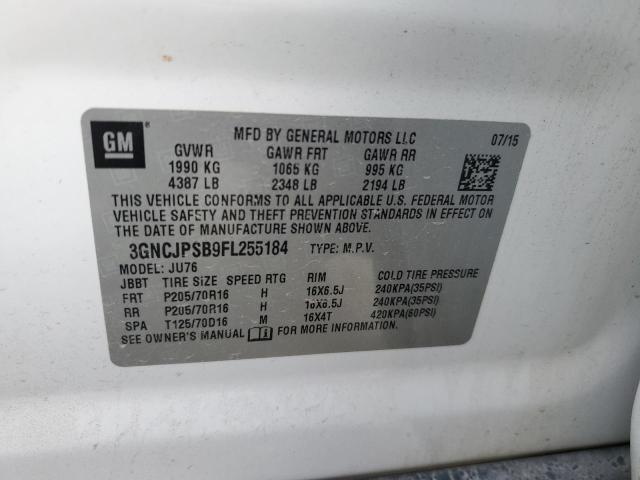 GM
MFD BY GENERAL MOTORS LLC 07/15
GVWR GAWR FRT GAWR RR
1990 KG 1065 KG 995 KG
4387 LB 2348 LB 2194 LB
THIS VEHICLE CONFORMS TO ALL APPLICABLE U.S. FEDERAL MOTOR
VEHICLE SAFETY AND THEFT PREVENTION STANDARDS IN EFFECT ON
THE DATE OF MANUFACTURE SHOWN ABOVE.
3GNCJPSB9FL255184 TYPE: M.P.V.
MODEL: JU76
JBBT TIRE SIZE SPEED RTG RIM COLD TIRE PRESSURE
FRT P205/70R16 H 16X6.5J 240KPA(35PSI)
RR P205/70R16 H 16X6.5J 240KPA(35PSI)
SPA T125/70D16 M 16X4T 420KPA(60PSI)
SEE OWNER'S MANUAL FOR MORE INFORMATION.